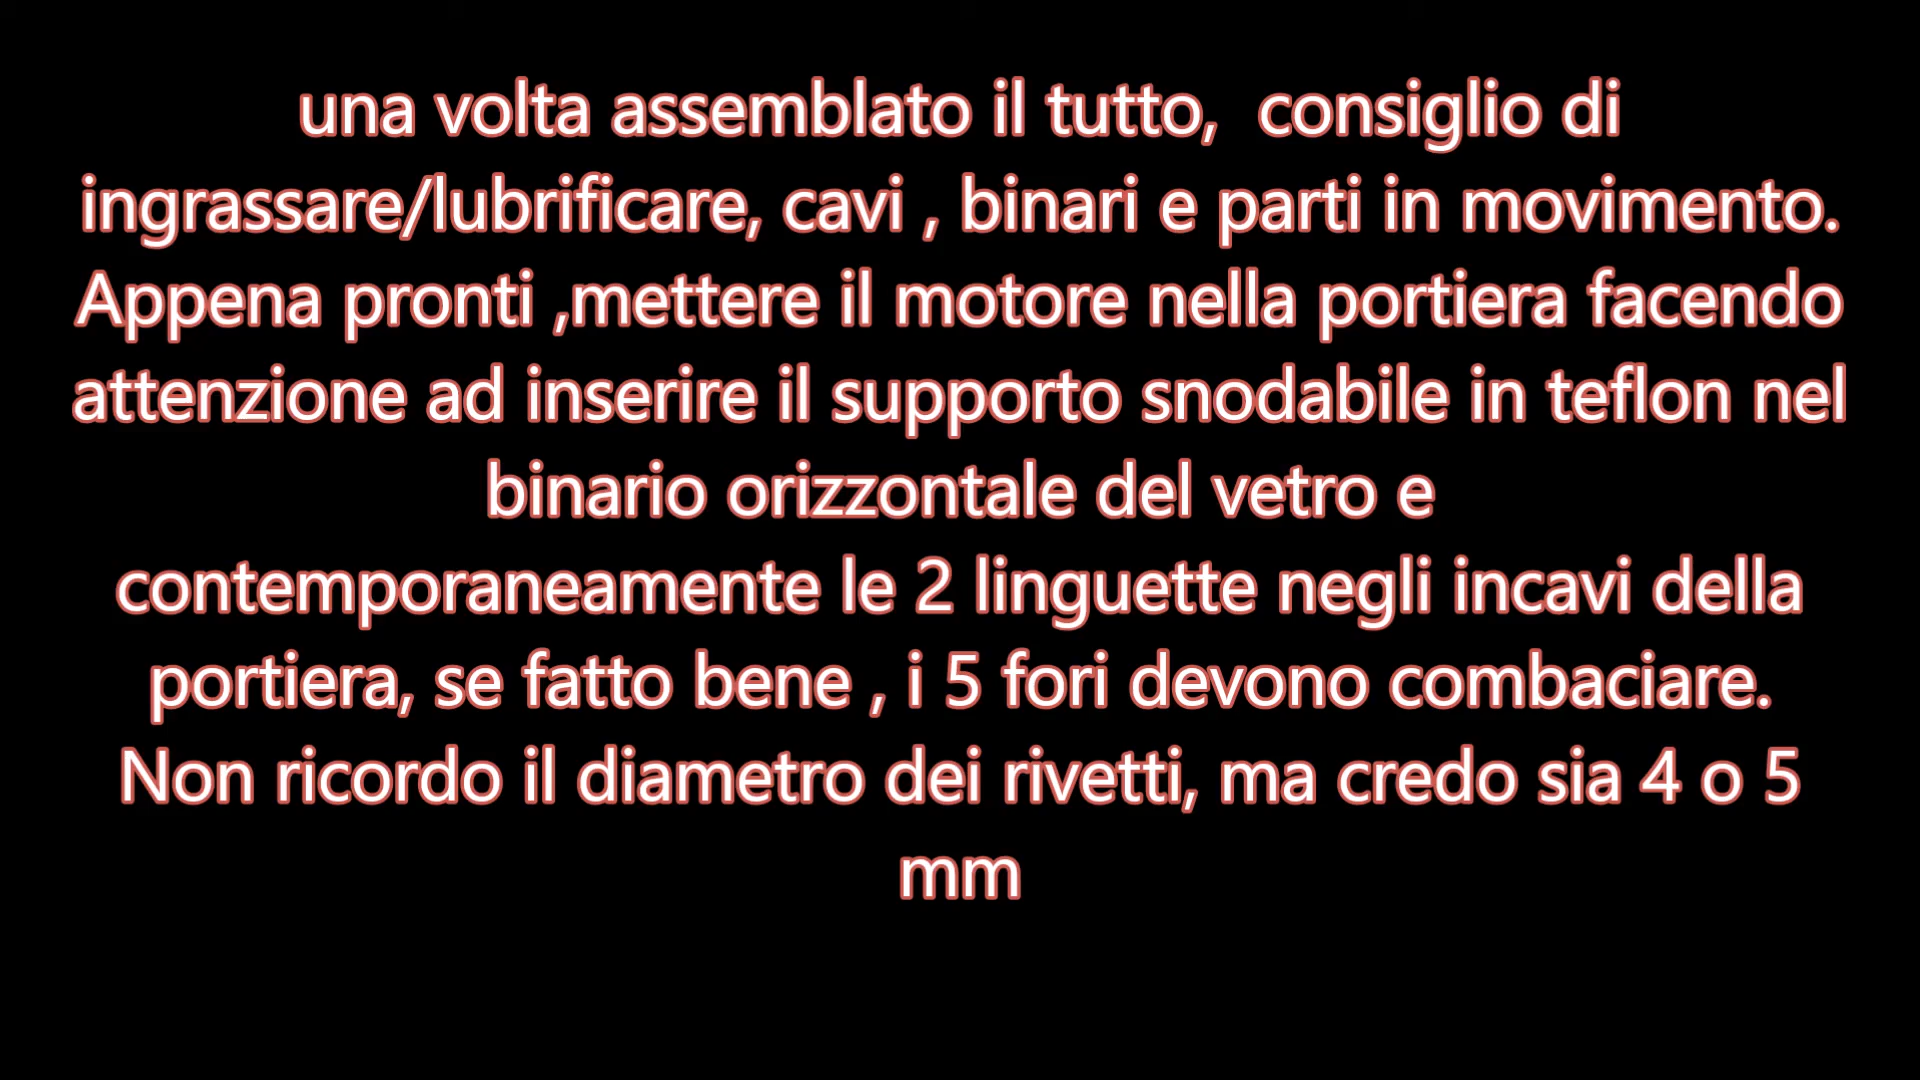 una volta assemblato il tutto,  consiglio di
ingrassare/lubrificare, cavi , binari e parti in movimento.
Appena pronti ,mettere il motore nella portiera facendo
attenzione ad inserire il supporto snodabile in teflon nel
binario orizzontale del vetro e
contemporaneamente le 2 linguette negli incavi della
portiera, se fatto bene , i 5 fori devono combaciare.
Non ricordo il diametro dei rivetti, ma credo sia 4 o 5
mm